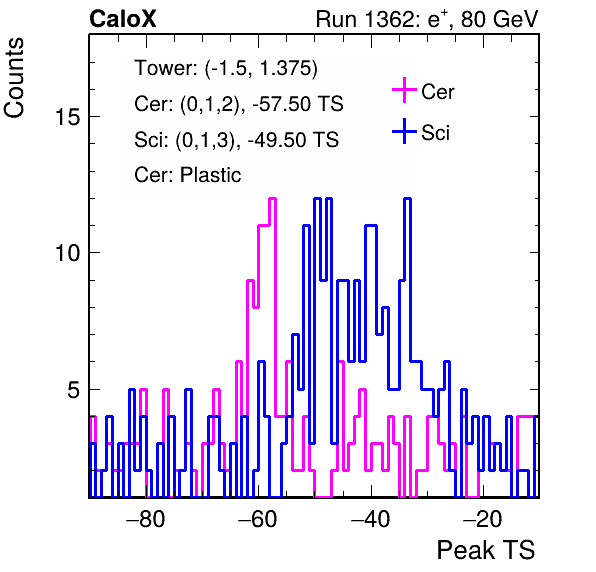 CaloX Run 1362: e+, 80 GeV
Counts
Tower: (-1.5, 1.375)
Cer: (0,1,2), -57.50 TS
Sci: (0,1,3), -49.50 TS
Cer: Plastic
Cer
Sci
15
10
5
−80 −60 −40 −20
Peak TS